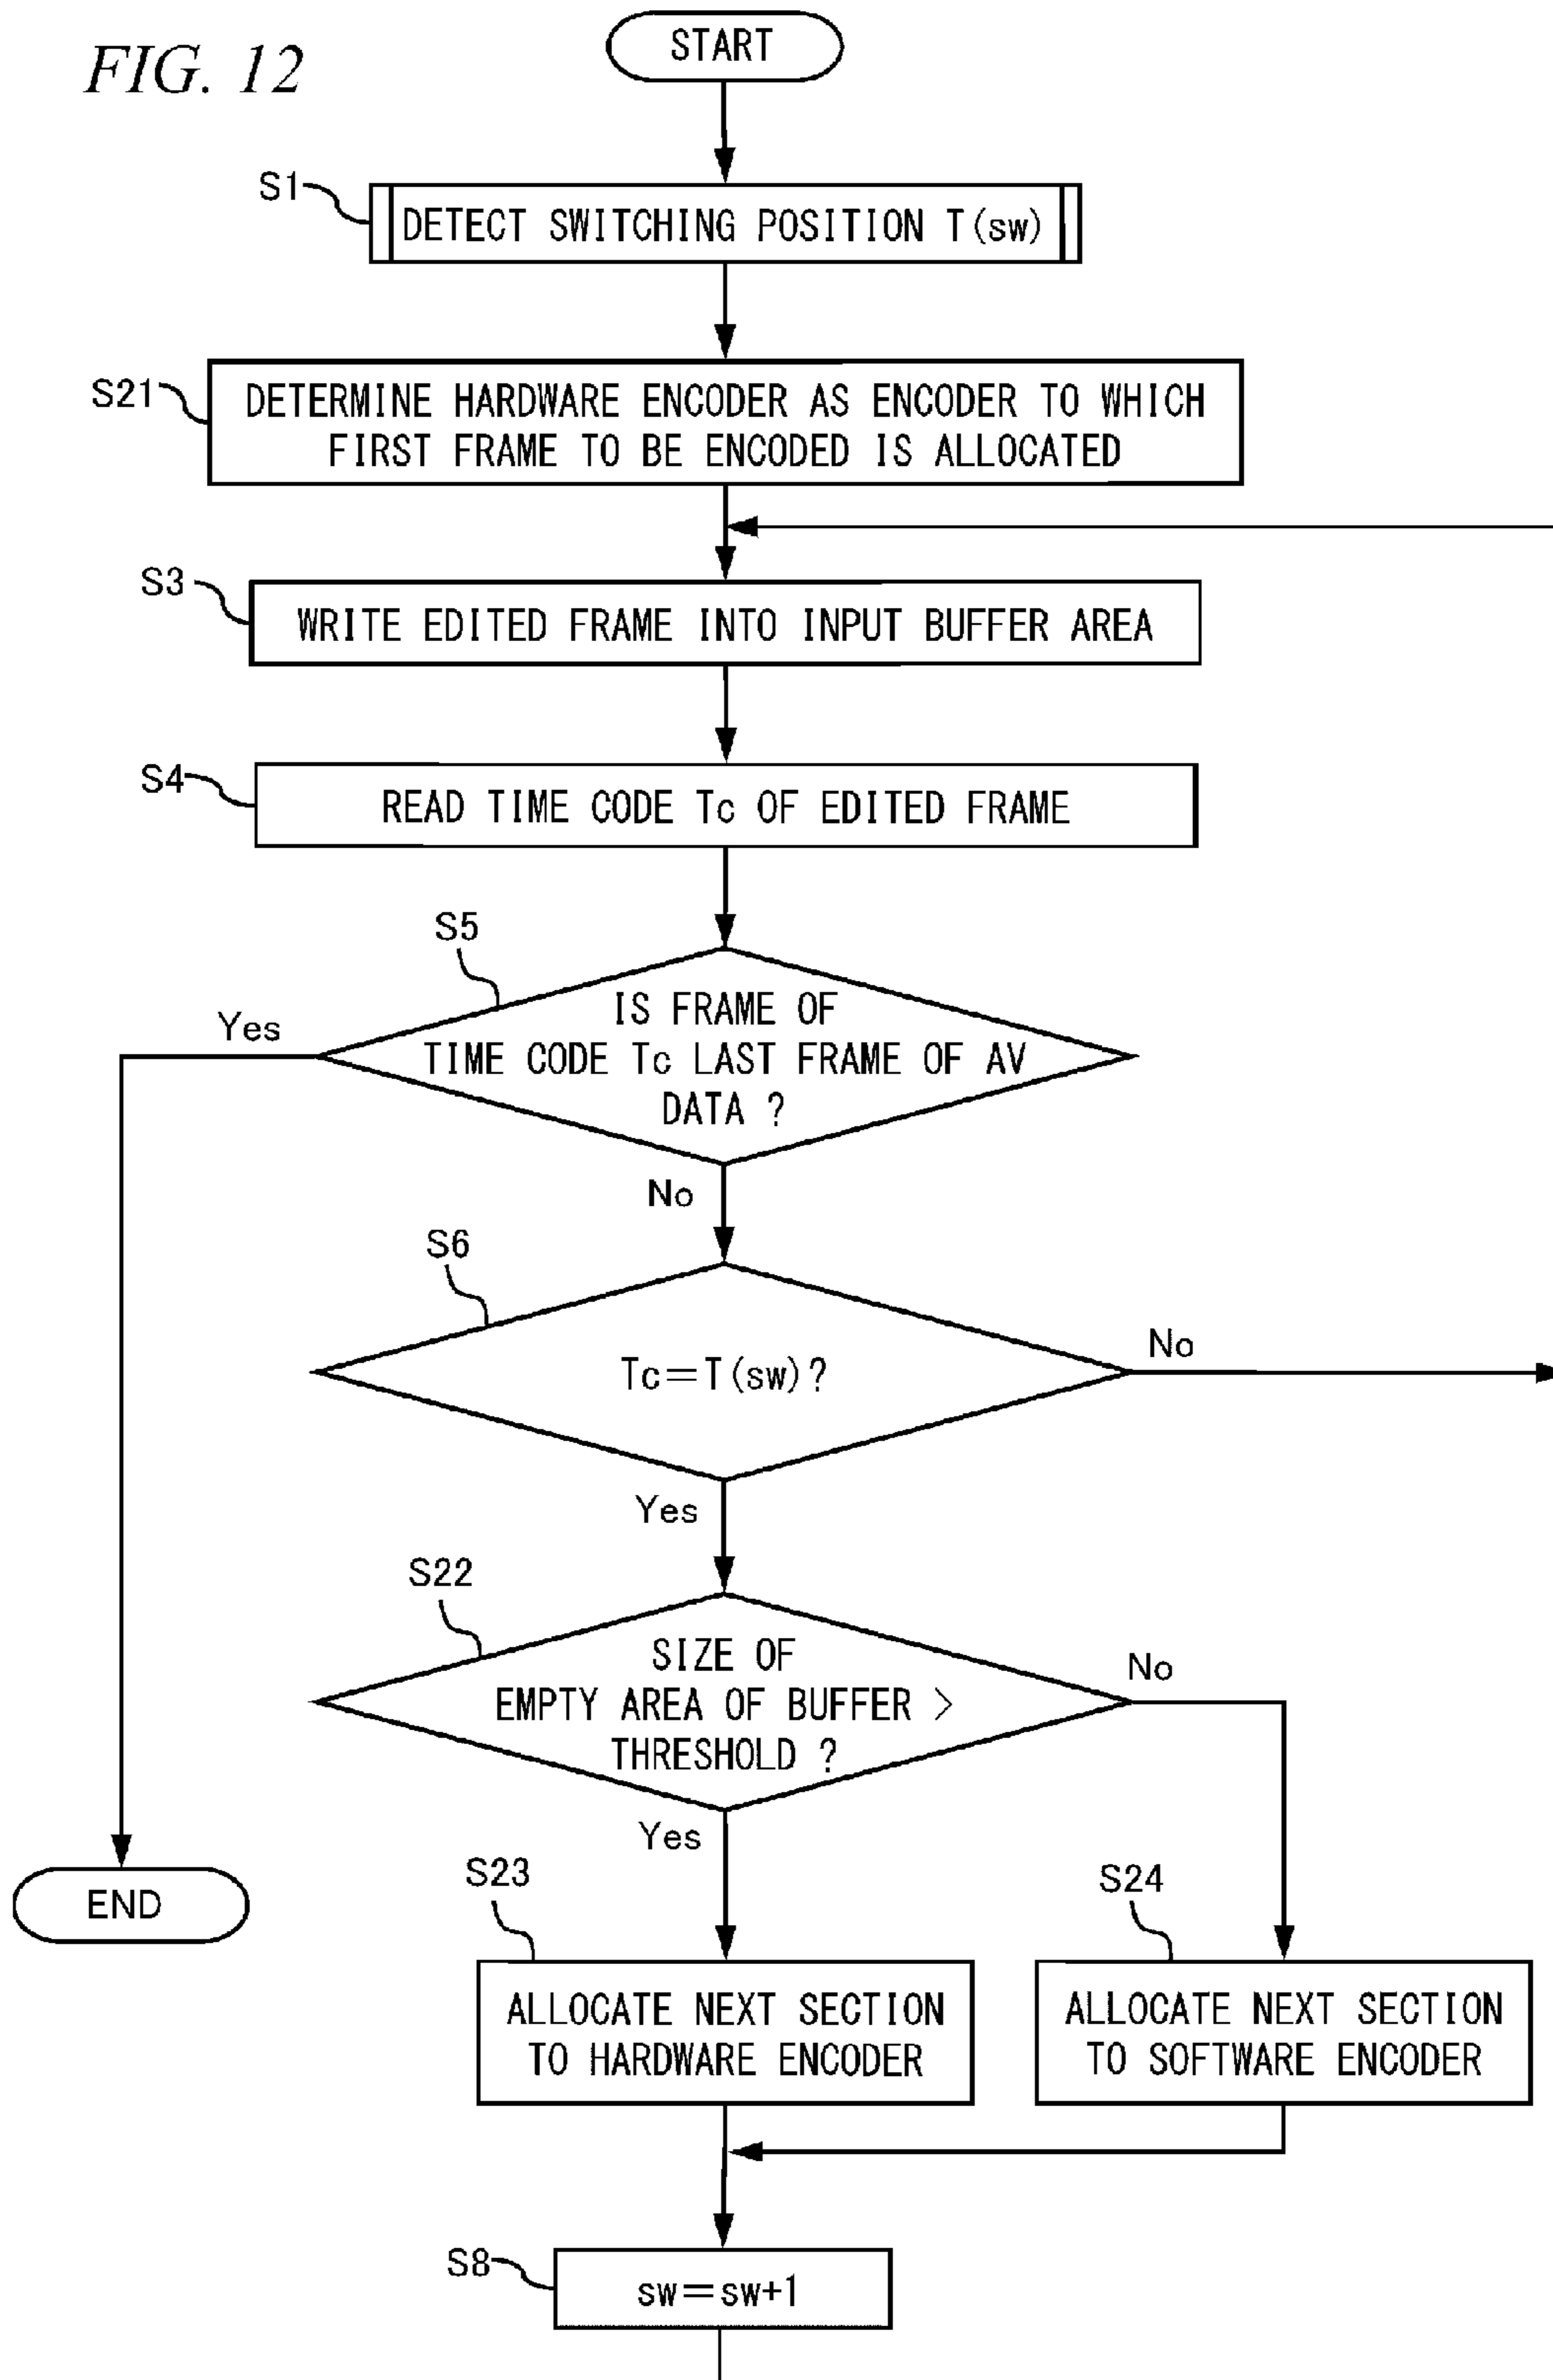 FIG. 12
START
S1
DETECT SWITCHING POSITION T(sw)
S21
DETERMINE HARDWARE ENCODER AS ENCODER TO WHICH
FIRST FRAME TO BE ENCODED IS ALLOCATED
S3
WRITE EDITED FRAME INTO INPUT BUFFER AREA
S4
READ TIME CODE Tc OF EDITED FRAME
S5
Yes
IS FRAME OF
TIME CODE Tc LAST FRAME OF AV
DATA ?
No
S6
Tc=T(sw)?
No
Yes
S22
SIZE OF
EMPTY AREA OF BUFFER >
THRESHOLD ?
No
Yes
END
S23
ALLOCATE NEXT SECTION
TO HARDWARE ENCODER
S24
ALLOCATE NEXT SECTION
TO SOFTWARE ENCODER
S8
sw=sw+1